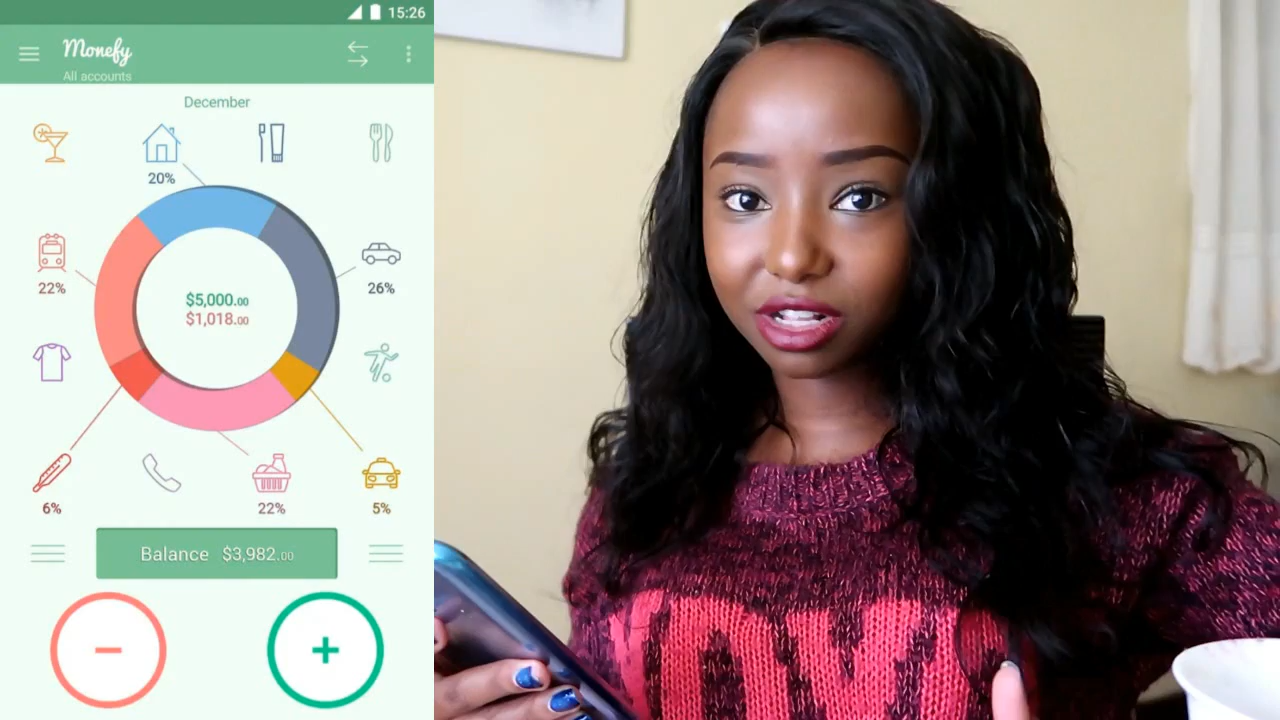 15:26
Monefy
All accounts
December
20%
22%
26%
$5,000.00
$1,018.00
6%
22%
5%
Balance $3,982.00